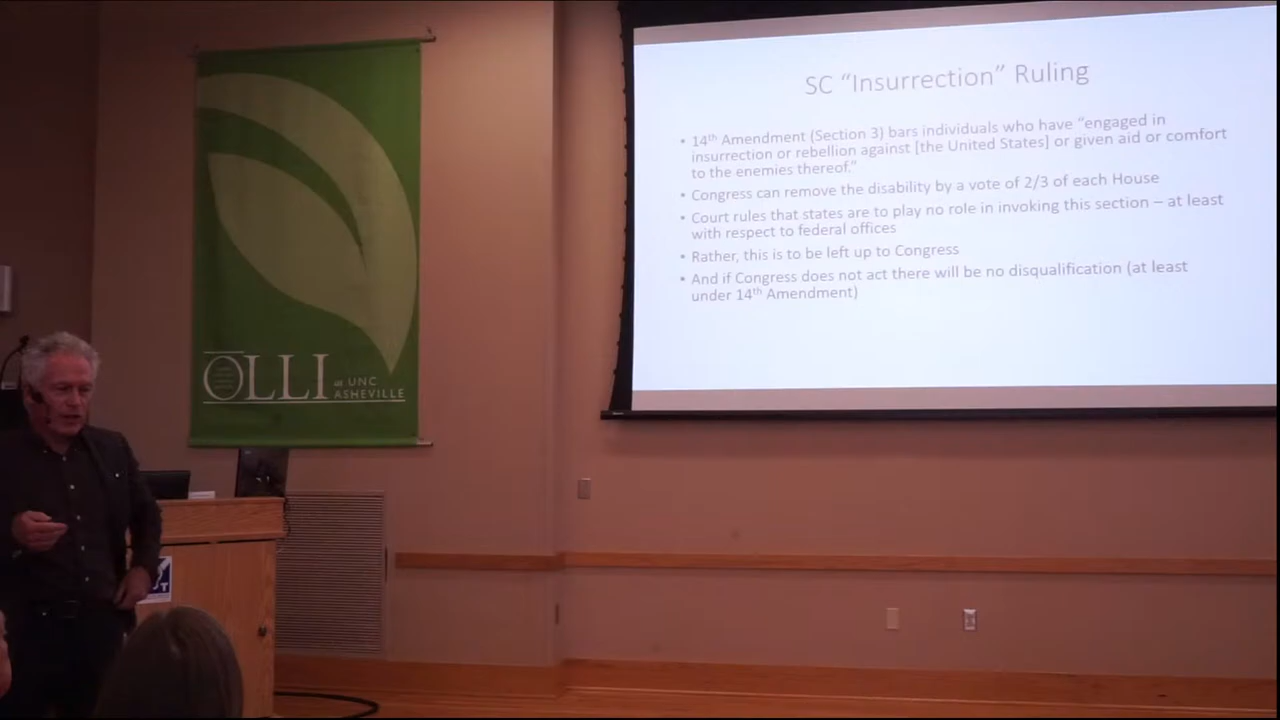 SC “Insurrection” Ruling
• 14th Amendment (Section 3) bars individuals who have “engaged in
insurrection or rebellion against [the United States] or given aid or comfort
to the enemies thereof.”
• Congress can remove the disability by a vote of 2/3 of each House
• Court rules that states are to play no role in invoking this section – at least
with respect to federal offices
• Rather, this is to be left up to Congress
• And if Congress does not act there will be no disqualification (at least
under 14th Amendment)
OLLI at UNC
ASHEVILLE